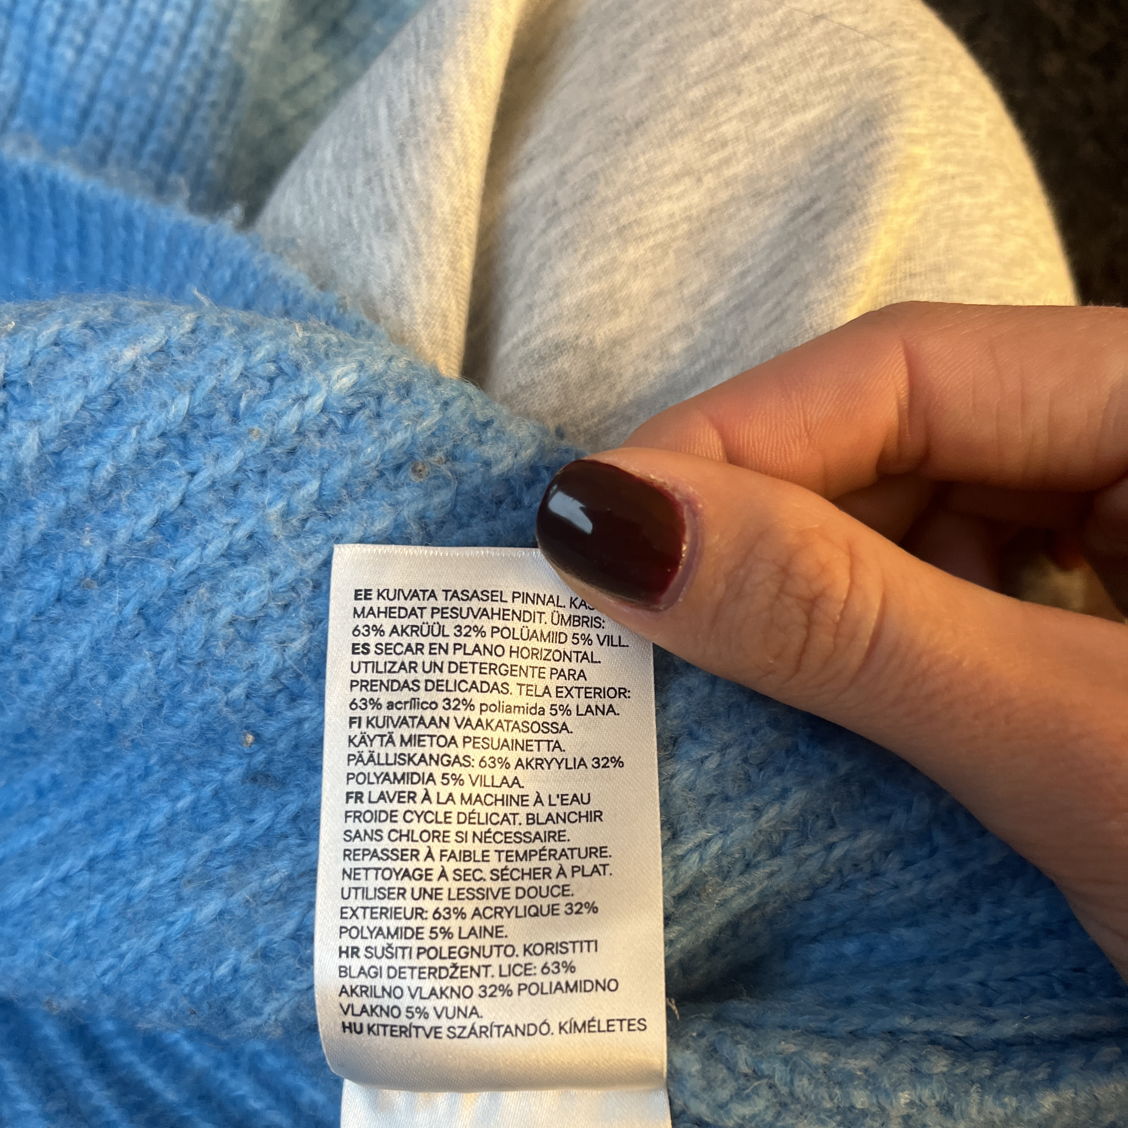 EE KUIVATA TASASEL PINNAL.
MAHEDAT PESUVAHENDIT. ÜMBRIS:
63% AKRÜÜL 32% POLÜAMIID 5% VILL.
ES SECAR EN PLANO HORIZONTAL.
UTILIZAR UN DETERGENTE PARA
PRENDAS DELICADAS. TELA EXTERIOR:
63% acrílico 32% poliamida 5% LANA.
FI KUIVATAAN VAAKATASOSSA.
KÄYTÄ MIETOA PESUAINETTA.
PÄÄLLISKANGAS: 63% AKRYYLIA 32%
POLYAMIDIA 5% VILLAA.
FR LAVER À LA MACHINE À L'EAU
FROIDE CYCLE DÉLICAT. BLANCHIR
SANS CHLORE SI NÉCESSAIRE.
REPASSER À FAIBLE TEMPÉRATURE.
NETTOYAGE À SEC. SÉCHER À PLAT.
UTILISER UNE LESSIVE DOUCE.
EXTERIEUR: 63% ACRYLIQUE 32%
POLYAMIDE 5% LAINE.
HR SUŠITI POLEGNUTO. KORISTITI
BLAGI DETERDŽENT. LICE: 63%
AKRILNO VLAKNO 32% POLIAMIDNO
VLAKNO 5% VUNA.
HU KITERÍTVE SZÁRÍTANDÓ. KÍMÉLETES